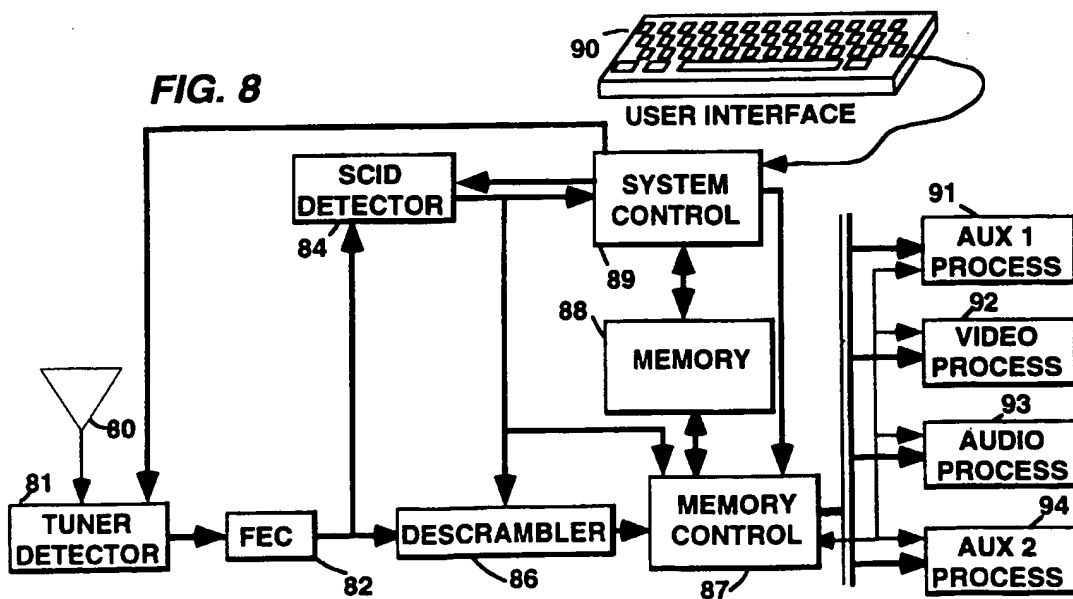 FIG. 8
90
USER INTERFACE
SCID
DETECTOR
84
SYSTEM
CONTROL
89
91
AUX 1
PROCESS
88
MEMORY
92
VIDEO
PROCESS
80
93
AUDIO
PROCESS
81
TUNER
DETECTOR
FEC
82
DESCRAMBLER
86
MEMORY
CONTROL
87
94
AUX 2
PROCESS